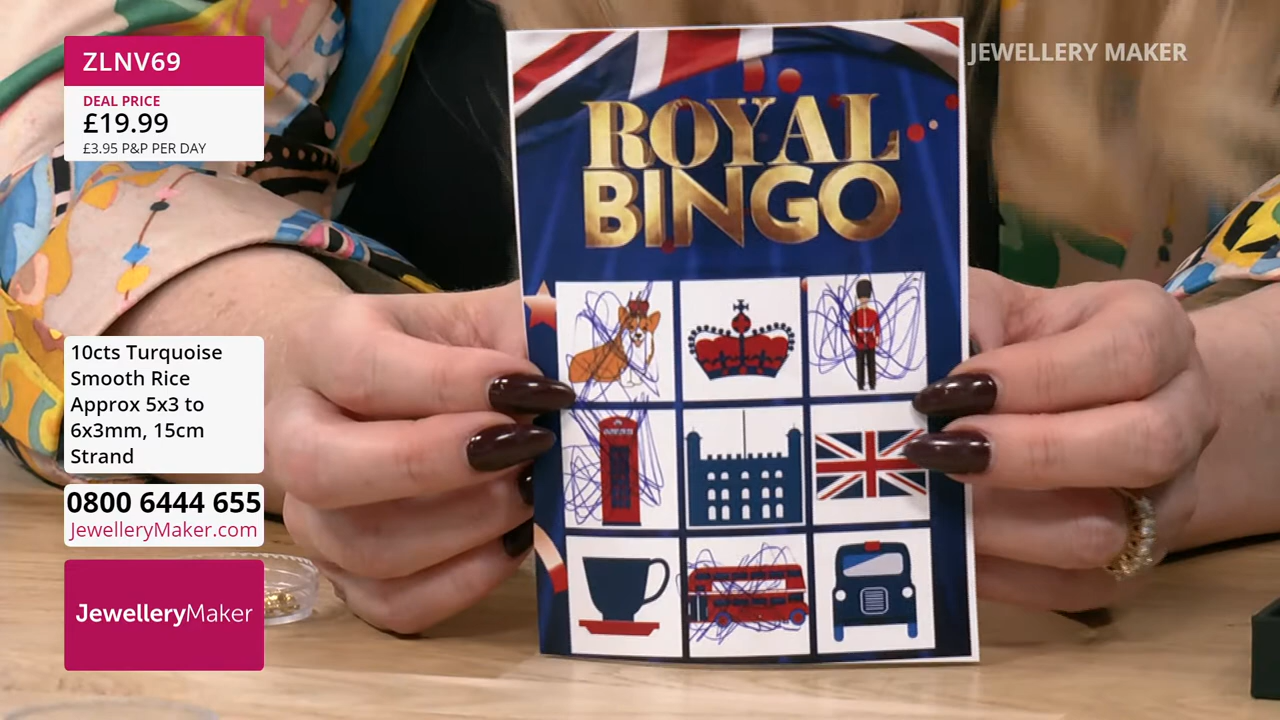 ZLNV69
DEAL PRICE
£19.99
£3.95 P&P PER DAY
JEWELLERY MAKER
ROYAL
BINGO
10cts Turquoise
Smooth Rice
Approx 5x3 to
6x3mm, 15cm
Strand
0800 6444 655
JewelleryMaker.com
JewelleryMaker